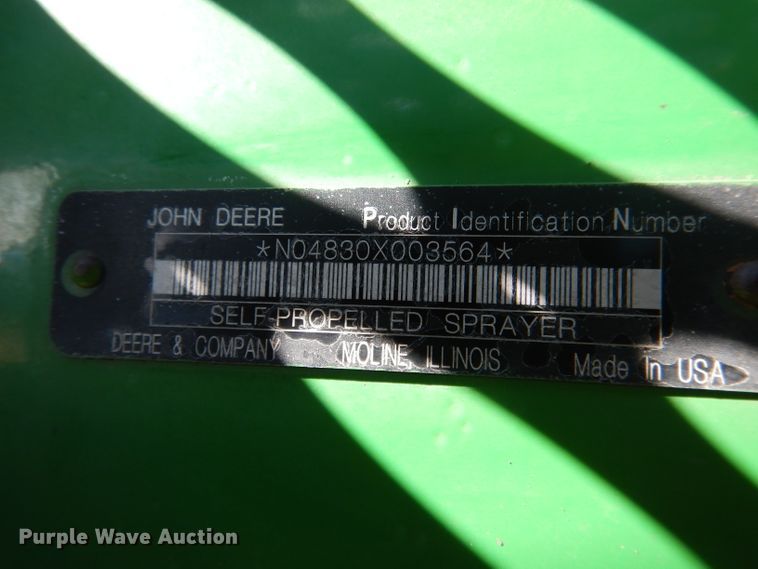 JOHN DEERE Product Identification Number
*N04830X003564*
SELF-PROPELLED SPRAYER
DEERE & COMPANY MOLINE, ILLINOIS Made in USA
Purple Wave Auction